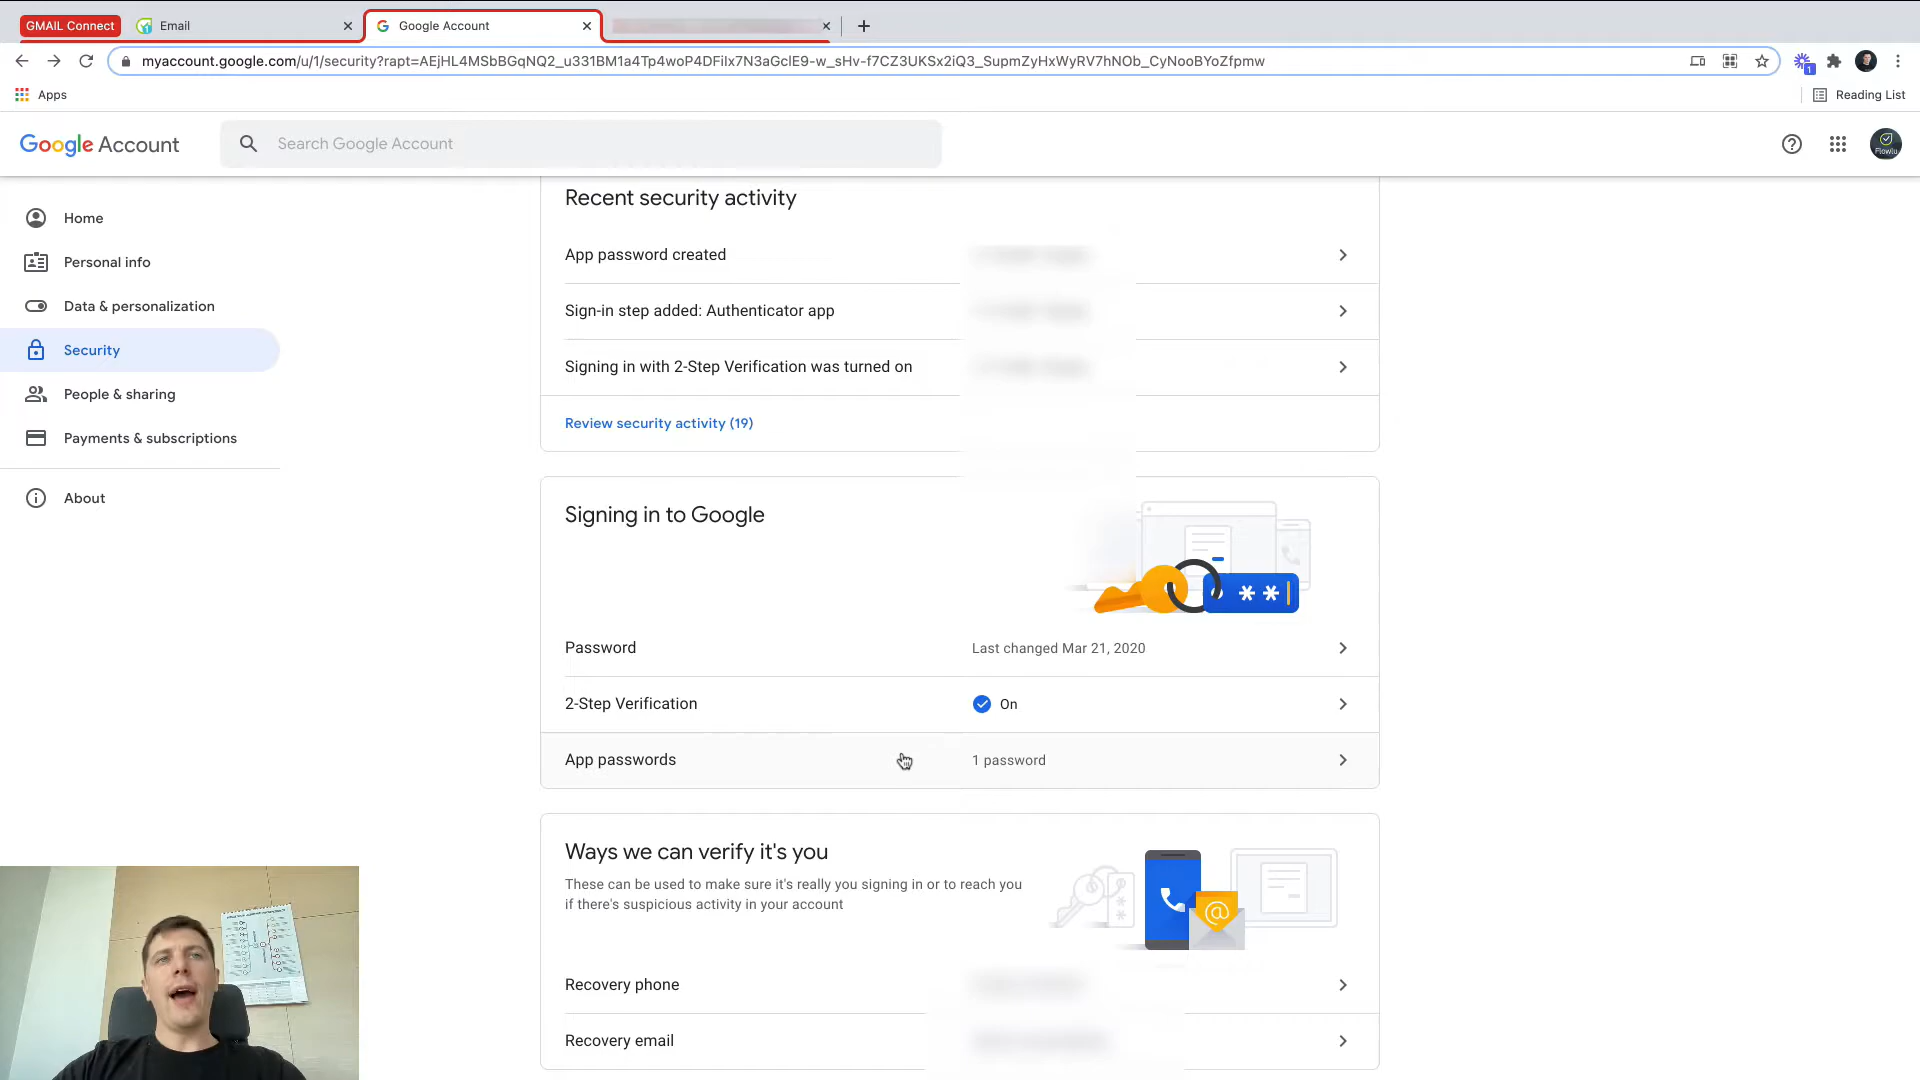 GMAIL Connect
Email
Google Account
myaccount.google.com/u/1/security?rapt=AEjHL4MSbBGqNQ2_u331BM1a4Tp4woP4DFiIx7N3aGclE9-w_sHv-f7CZ3UKSx2iQ3_SupmZyHxWyRV7hNOb_CyNooBYoZfpmw
1
Apps
Reading List
Google Account
Search Google Account
Flowlu
Home
Personal info
Data & personalization
Security
People & sharing
Payments & subscriptions
About
Recent security activity
App password created
Sign-in step added: Authenticator app
Signing in with 2-Step Verification was turned on
Review security activity (19)
Signing in to Google
Password
Last changed Mar 21, 2020
2-Step Verification
On
App passwords
1 password
Ways we can verify it's you
These can be used to make sure it's really you signing in or to reach you
if there's suspicious activity in your account
Recovery phone
Recovery email